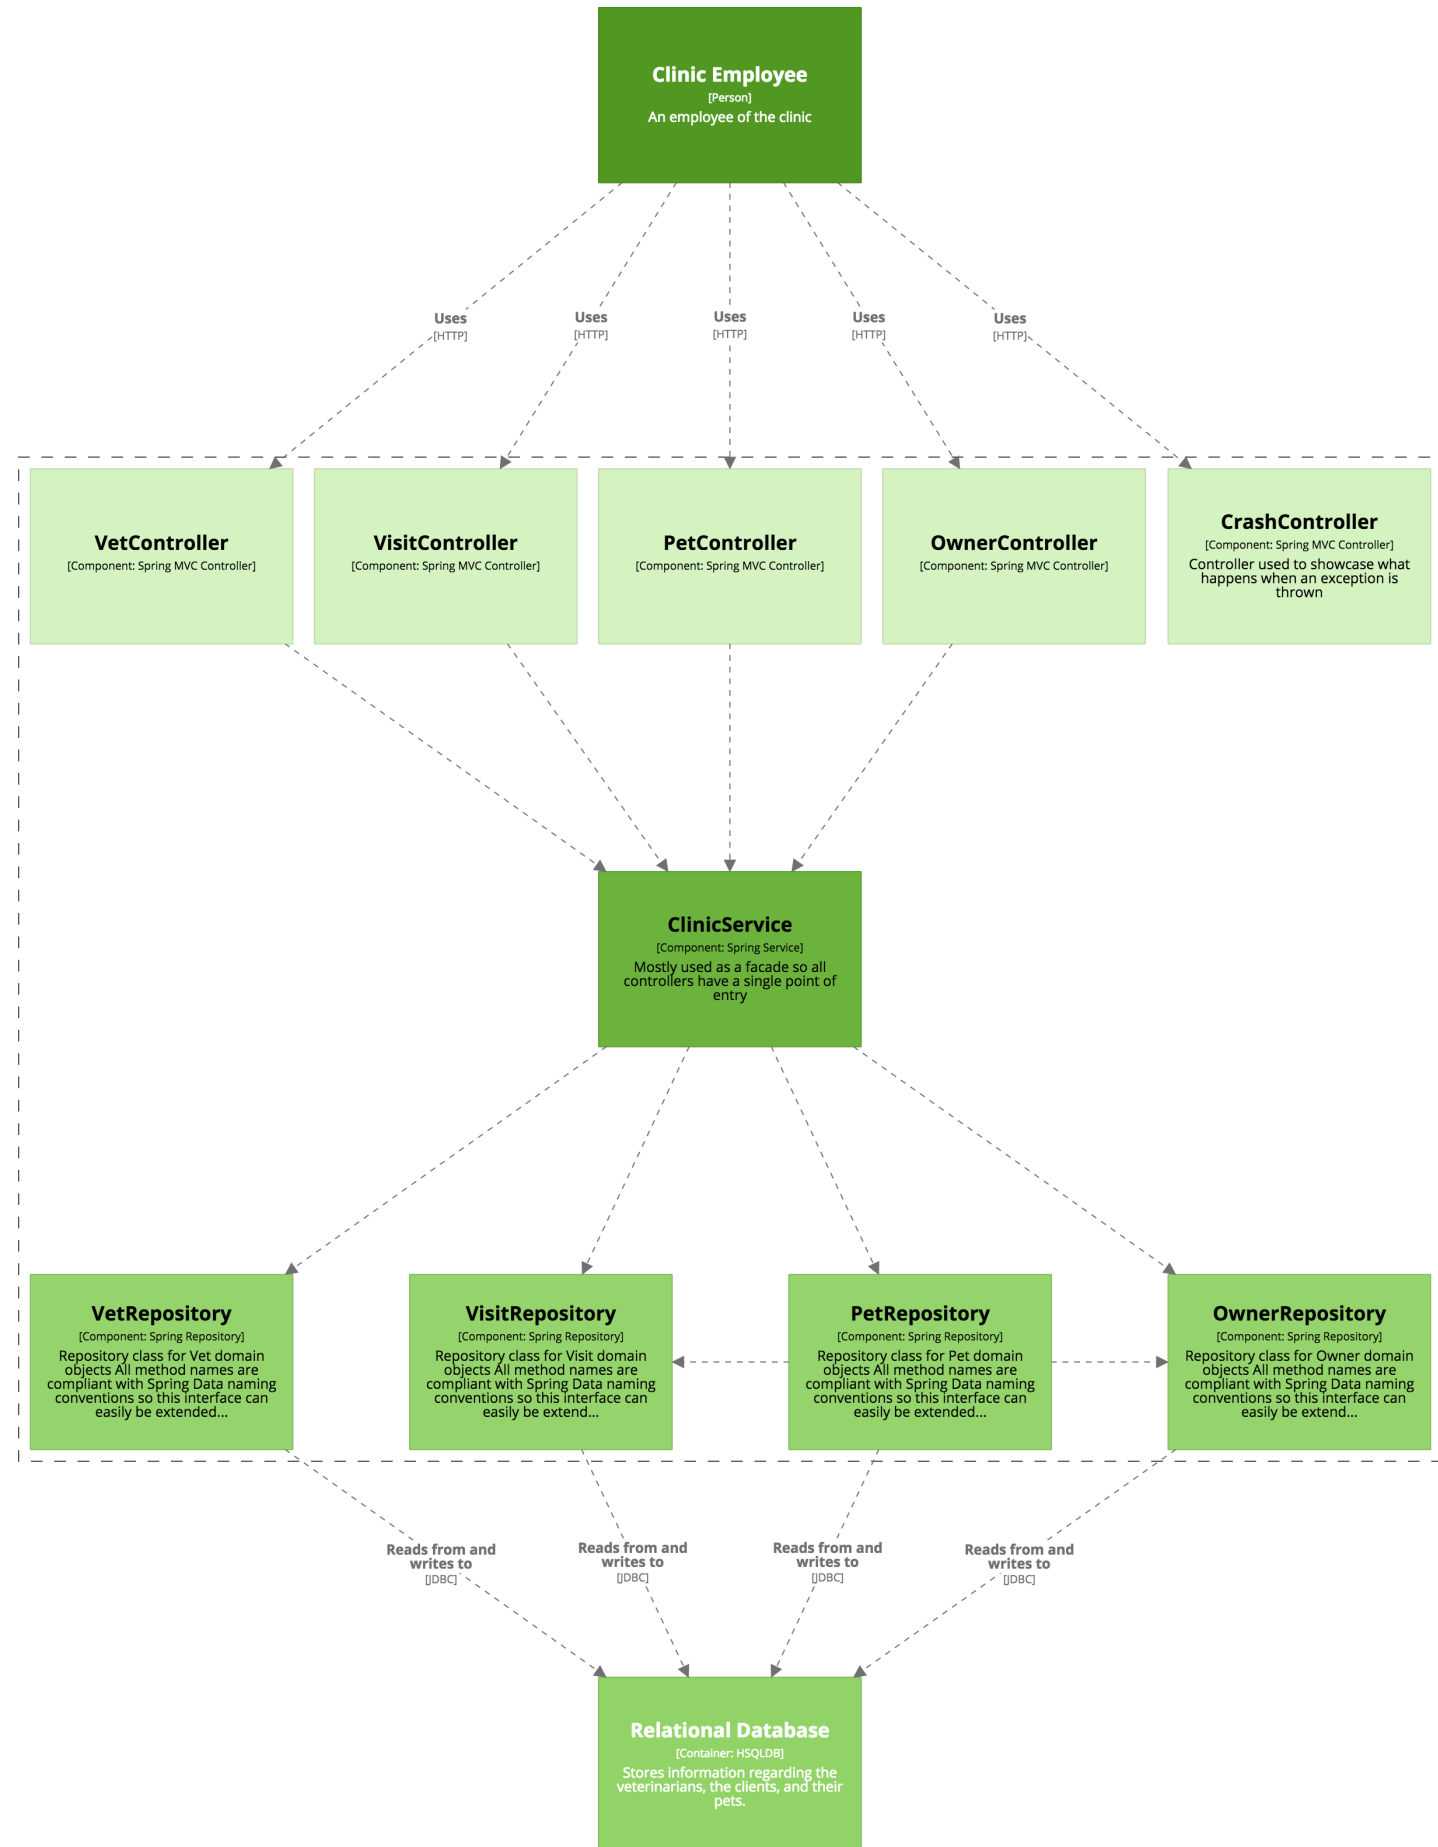 Clinic Employee
[Person]
An employee of the clinic
Uses
[HTTP]
Uses
[HTTP]
Uses
[HTTP]
Uses
[HTTP]
Uses
[HTTP]
VetController
[Component: Spring MVC Controller]
VisitController
[Component: Spring MVC Controller]
PetController
[Component: Spring MVC Controller]
OwnerController
[Component: Spring MVC Controller]
CrashController
[Component: Spring MVC Controller]
Controller used to showcase what
happens when an exception is
thrown
ClinicService
[Component: Spring Service]
Mostly used as a facade so all
controllers have a single point of
entry
VetRepository
[Component: Spring Repository]
Repository class for Vet domain
objects All method names are
compliant with Spring Data naming
conventions so this interface can
easily be extended...
VisitRepository
[Component: Spring Repository]
Repository class for Visit domain
objects All method names are
compliant with Spring Data naming
conventions so this interface can
easily be extend...
PetRepository
[Component: Spring Repository]
Repository class for Pet domain
objects All method names are
compliant with Spring Data naming
conventions so this interface can
easily be extended...
OwnerRepository
[Component: Spring Repository]
Repository class for Owner domain
objects All method names are
compliant with Spring Data naming
conventions so this interface can
easily be extend...
Reads from and
writes to
[JDBC]
Reads from and
writes to
[JDBC]
Reads from and
writes to
[JDBC]
Reads from and
writes to
[JDBC]
Relational Database
[Container: HSQLDB]
Stores information regarding the
veterinarians, the clients, and their
pets.